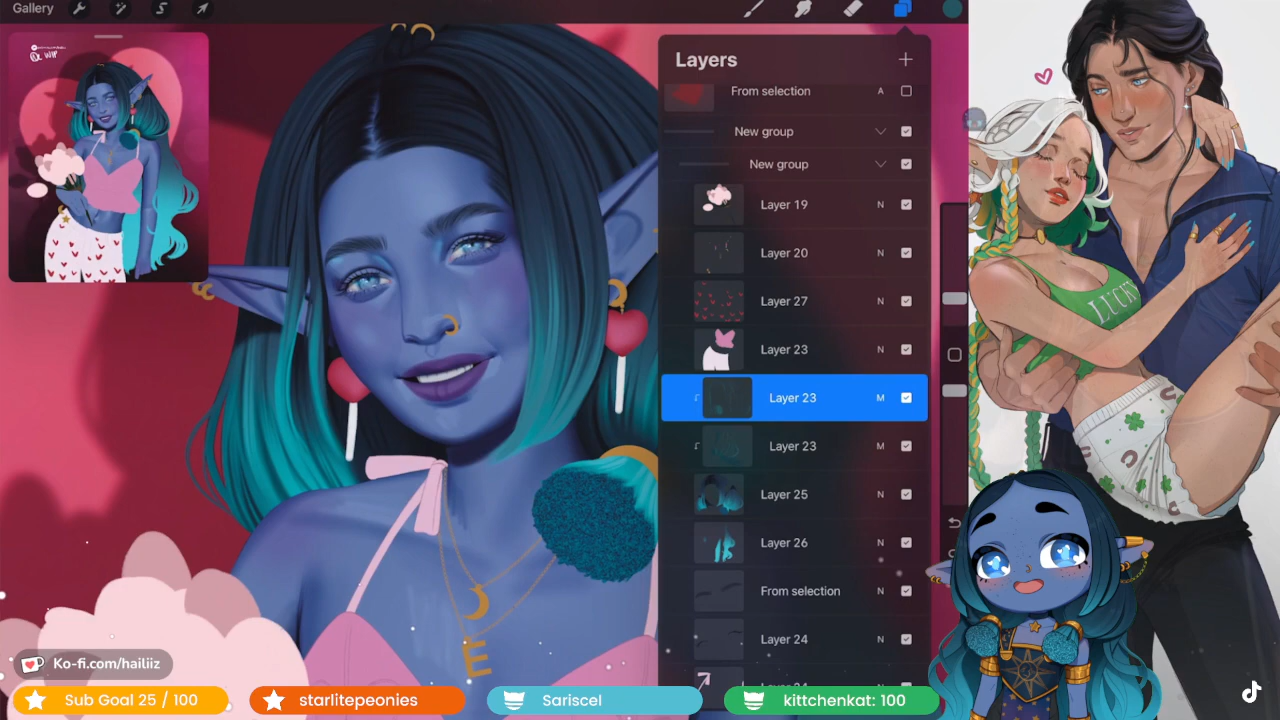 Gallery
Layers
From selection A
New group
New group
Layer 19 N
Layer 20 N
Layer 27 N
Layer 23 N
Layer 23 M
Layer 23 M
Layer 25 N
Layer 26 N
From selection N
Layer 24 N
WIP
E
LUCK
Ko-fi.com/hailiiz
Sub Goal 25 / 100
starlitepeonies
Sariscel
kittchenkat: 100